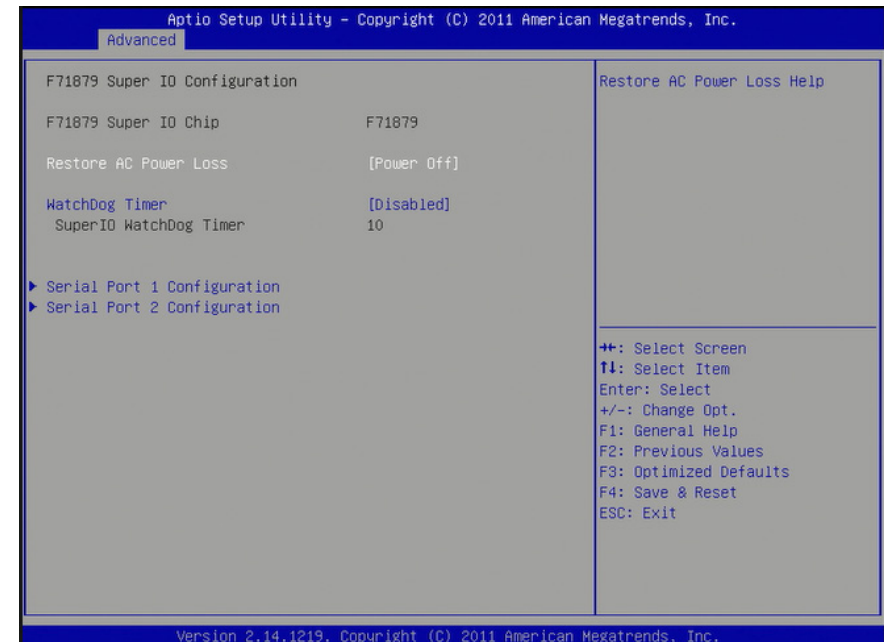 Aptio Setup Utility – Copyright (C) 2011 American Megatrends, Inc.
Advanced
F71879 Super IO Configuration
F71879 Super IO Chip F71879
Restore AC Power Loss [Power Off]
WatchDog Timer [Disabled]
SuperIO WatchDog Timer 10
Serial Port 1 Configuration
Serial Port 2 Configuration
Restore AC Power Loss Help
→←: Select Screen
↑↓: Select Item
Enter: Select
+/-: Change Opt.
F1: General Help
F2: Previous Values
F3: Optimized Defaults
F4: Save & Reset
ESC: Exit
Version 2.14.1219. Copyright (C) 2011 American Megatrends, Inc.